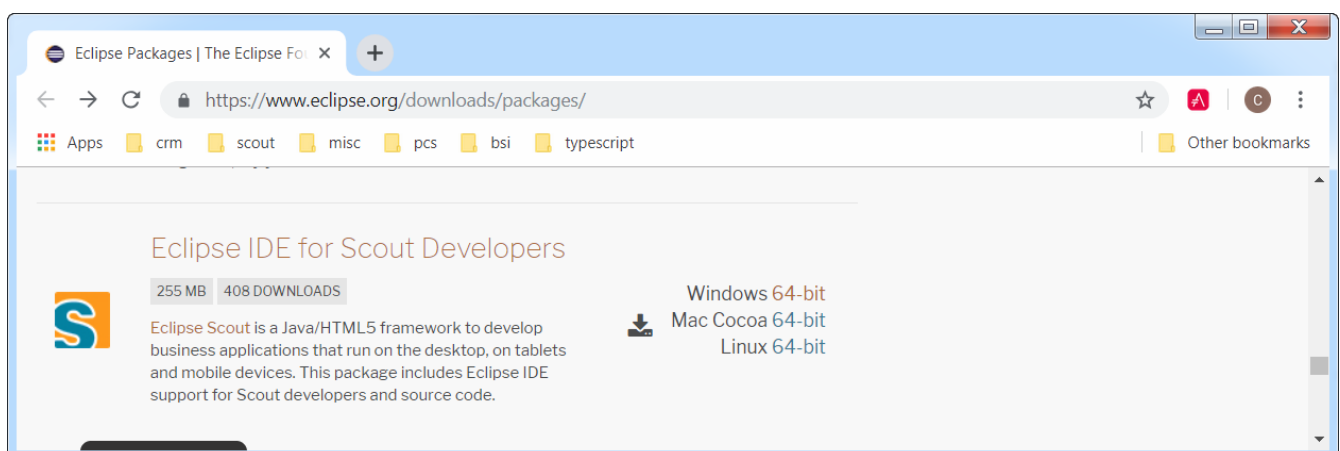 Eclipse Packages | The Eclipse Fo
https://www.eclipse.org/downloads/packages/
C
Apps crm scout misc pcs bsi typescript Other bookmarks
Eclipse IDE for Scout Developers
255 MB 408 DOWNLOADS
S
Eclipse Scout is a Java/HTML5 framework to develop
business applications that run on the desktop, on tablets
and mobile devices. This package includes Eclipse IDE
support for Scout developers and source code.
Windows 64-bit
Mac Cocoa 64-bit
Linux 64-bit